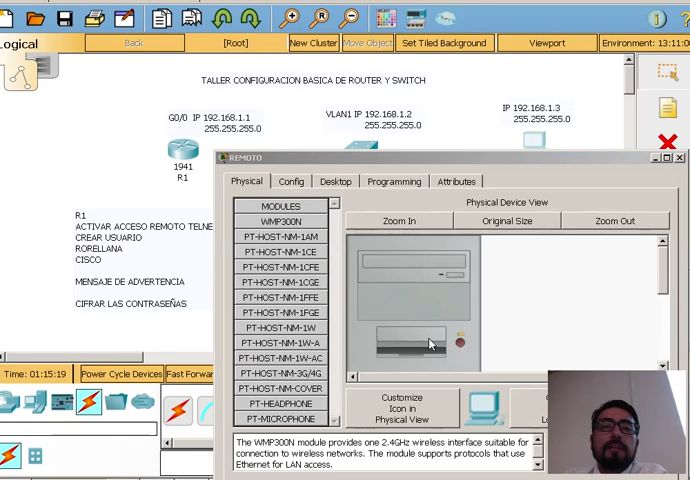 Logical
Back
[Root]
New Cluster
Move Object
Set Tiled Background
Viewport
Environment: 13:11:0
TALLER CONFIGURACION BASICA DE ROUTER Y SWITCH
G0/0 IP 192.168.1.1
255.255.255.0
VLAN1 IP 192.168.1.2
255.255.255.0
IP 192.168.1.3
255.255.255.0
1941
R1
R1
ACTIVAR ACCESO REMOTO TELNE
CREAR USUARIO
RORELLANA
CISCO
MENSAJE DE ADVERTENCIA
CIFRAR LAS CONTRASEÑAS
REMOTO
Physical
Config
Desktop
Programming
Attributes
MODULES
WMP300N
PT-HOST-NM-1AM
PT-HOST-NM-1CE
PT-HOST-NM-1CFE
PT-HOST-NM-1CGE
PT-HOST-NM-1FFE
PT-HOST-NM-1FGE
PT-HOST-NM-1W
PT-HOST-NM-1W-A
PT-HOST-NM-1W-AC
PT-HOST-NM-3G/4G
PT-HOST-NM-COVER
PT-HEADPHONE
PT-MICROPHONE
Physical Device View
Zoom In
Original Size
Zoom Out
Customize
Icon in
Physical View
The WMP300N module provides one 2.4GHz wireless interface suitable for
connection to wireless networks. The module supports protocols that use
Ethernet for LAN access.
Time: 01:15:19
Power Cycle Devices
Fast Forwar